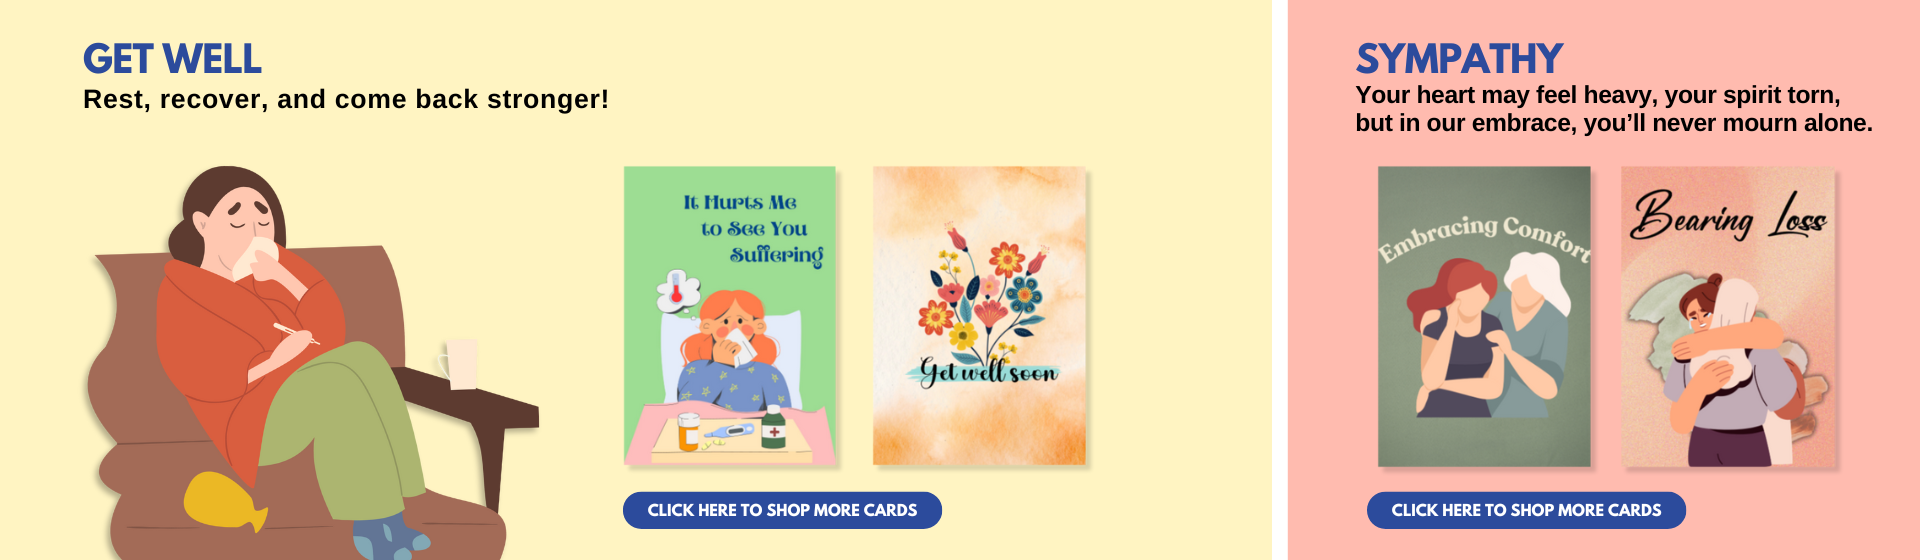 GET WELL
Rest, recover, and come back stronger!
It Hurts Me
to See You
Suffering
Get well soon
CLICK HERE TO SHOP MORE CARDS
SYMPATHY
Your heart may feel heavy, your spirit torn,
but in our embrace, you’ll never mourn alone.
Embracing Comfort
Bearing Loss
CLICK HERE TO SHOP MORE CARDS